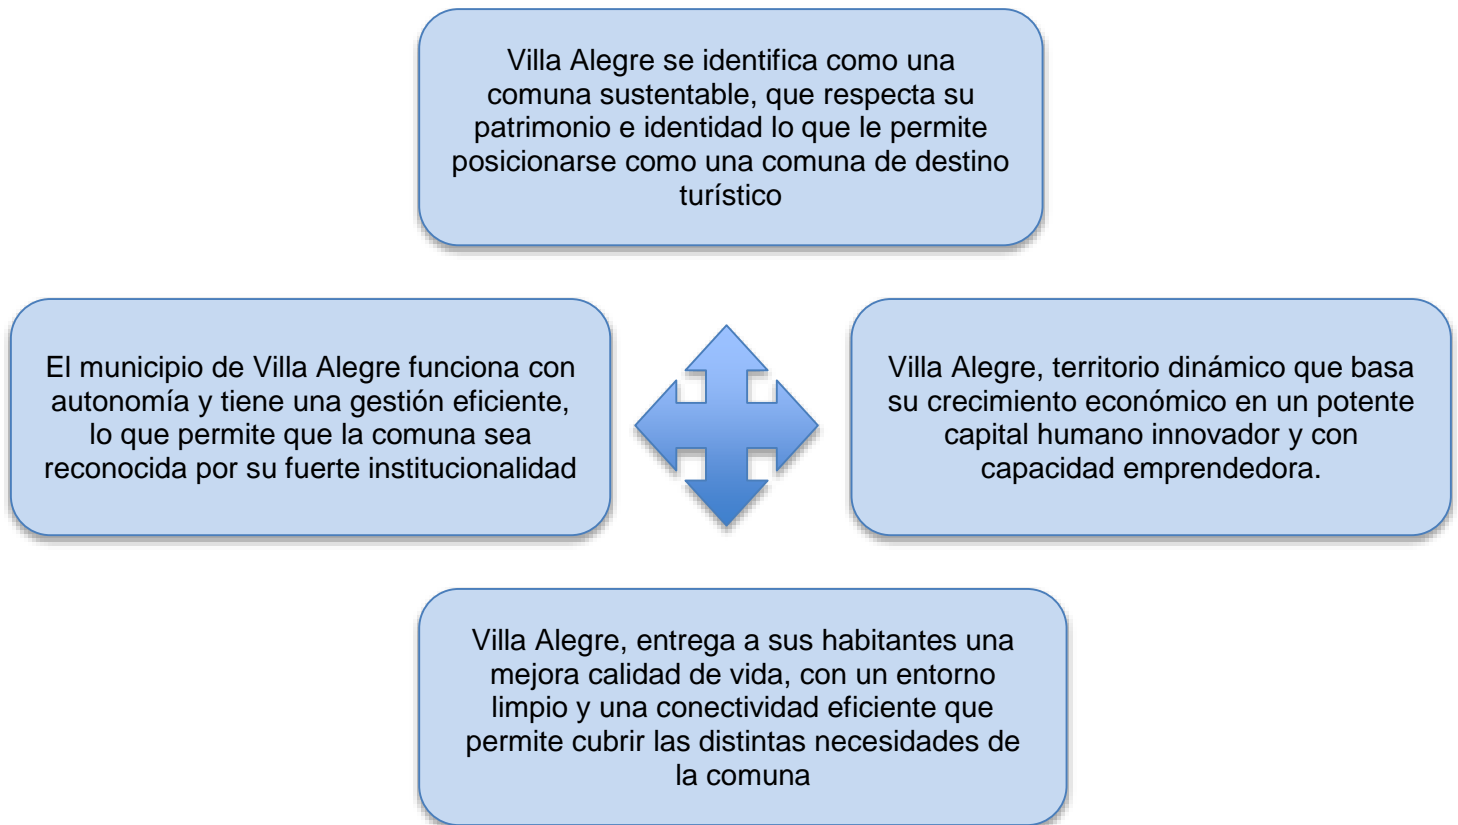 Villa Alegre se identifica como una
comuna sustentable, que respecta su
patrimonio e identidad lo que le permite
posicionarse como una comuna de destino
turístico
El municipio de Villa Alegre funciona con
autonomía y tiene una gestión eficiente,
lo que permite que la comuna sea
reconocida por su fuerte institucionalidad
Villa Alegre, territorio dinámico que basa
su crecimiento económico en un potente
capital humano innovador y con
capacidad emprendedora.
Villa Alegre, entrega a sus habitantes una
mejora calidad de vida, con un entorno
limpio y una conectividad eficiente que
permite cubrir las distintas necesidades de
la comuna